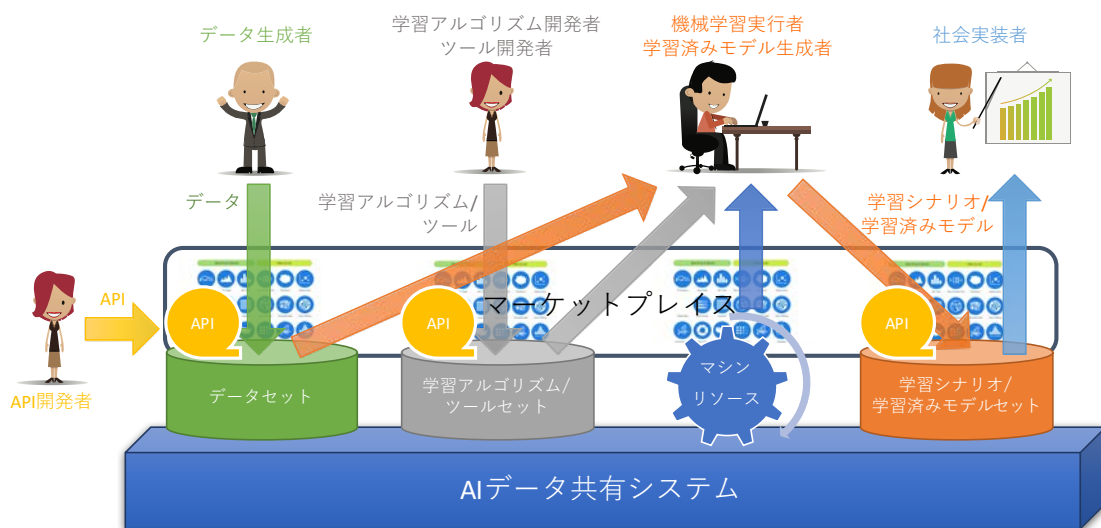 データ生成者
学習アルゴリズム開発者
ツール開発者
機械学習実行者
学習済みモデル生成者
社会実装者
データ
学習アルゴリズム/
ツール
学習シナリオ/
学習済みモデル
API
API開発者
マーケットプレイス
API
API
API
データセット
学習アルゴリズム/
ツールセット
マシン
リソース
学習シナリオ/
学習済みモデルセット
AIデータ共有システム